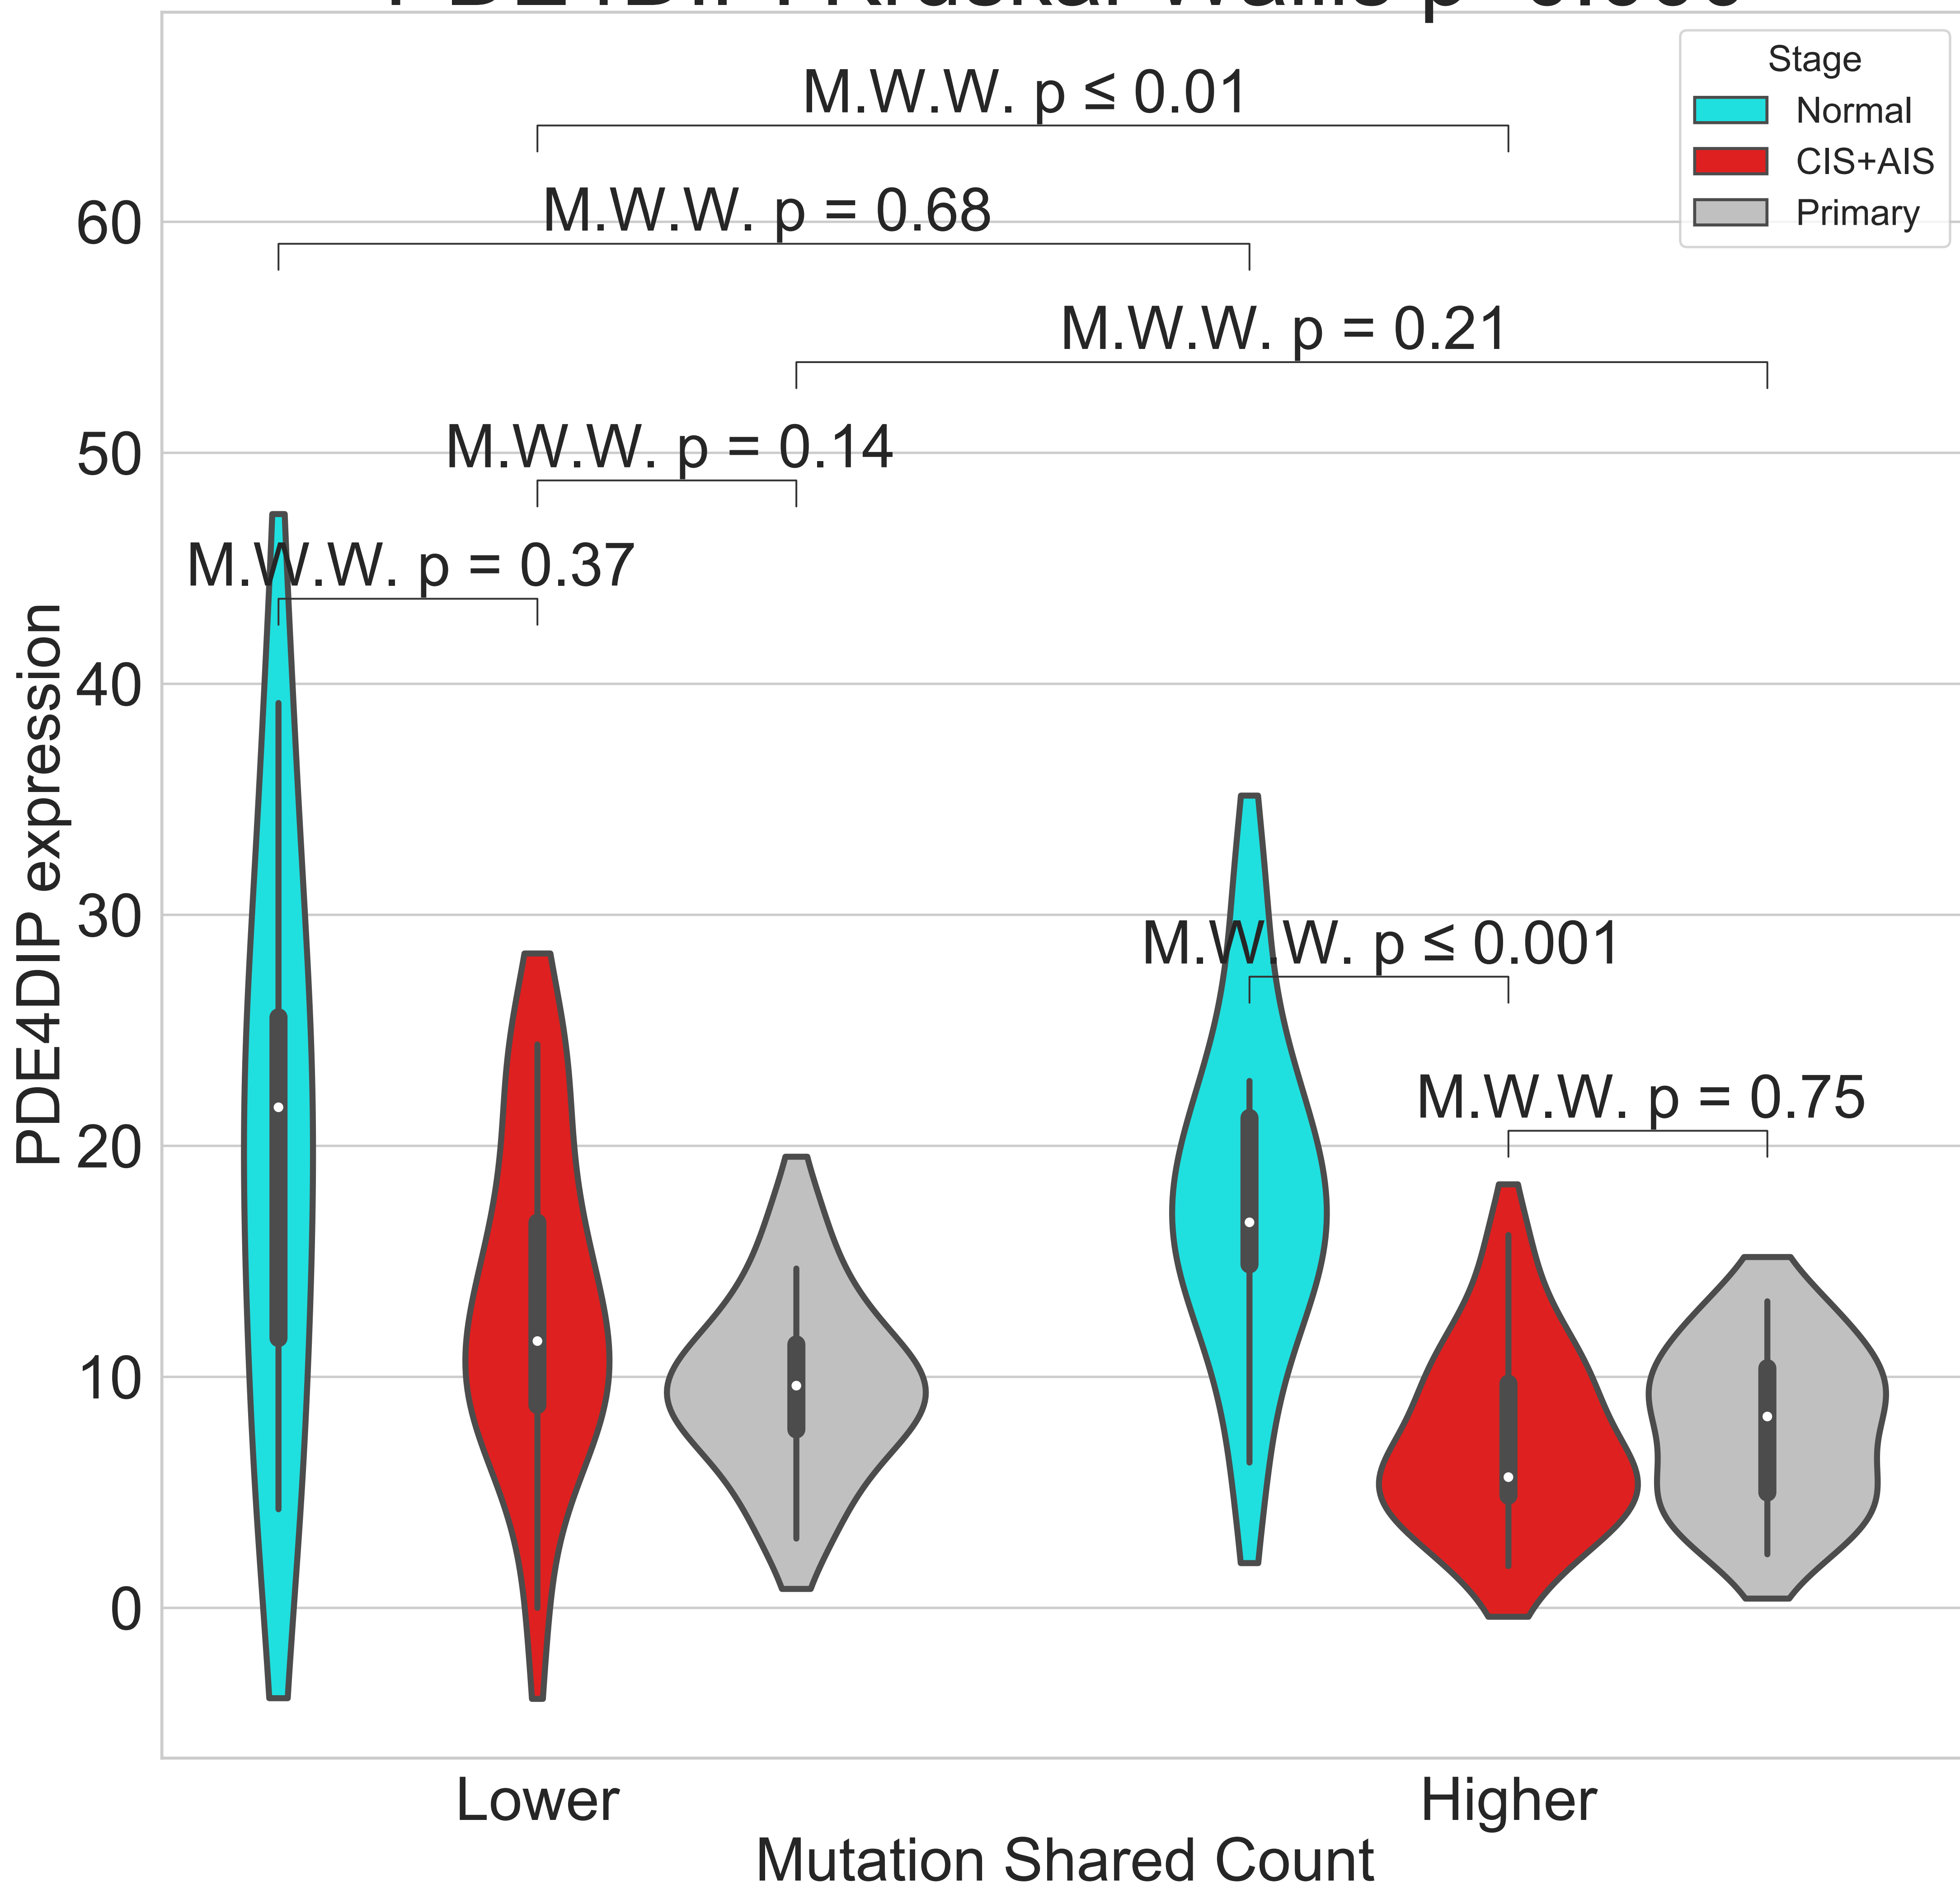 Stage
Normal
CIS+AIS
Primary
M.W.W. p ≤ 0.01
M.W.W. p = 0.68
M.W.W. p = 0.21
M.W.W. p = 0.14
M.W.W. p = 0.37
M.W.W. p ≤ 0.001
M.W.W. p = 0.75
PDE4DIP expression
60
50
40
30
20
10
0
Lower
Higher
Mutation Shared Count